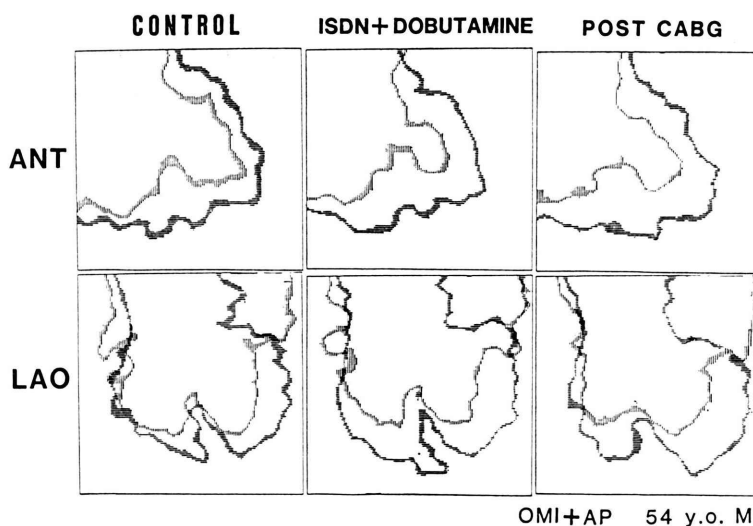 CONTROL ISDN+DOBUTAMINE POST CABG
ANT
LAO
OMI+AP 54 y.o. M